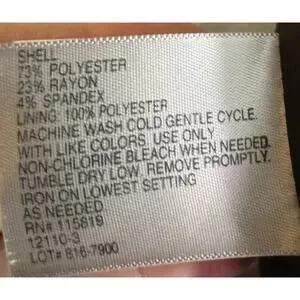 SHELL
73% POLYESTER
23% RAYON
4% SPANDEX
LINING: 100% POLYESTER
MACHINE WASH COLD GENTLE CYCLE.
WITH LIKE COLORS. USE ONLY
NON-CHLORINE BLEACH WHEN NEEDED.
TUMBLE DRY LOW. REMOVE PROMPTLY.
IRON ON LOWEST SETTING
AS NEEDED
RN# 115819
12110-3
LOT# 816-7900